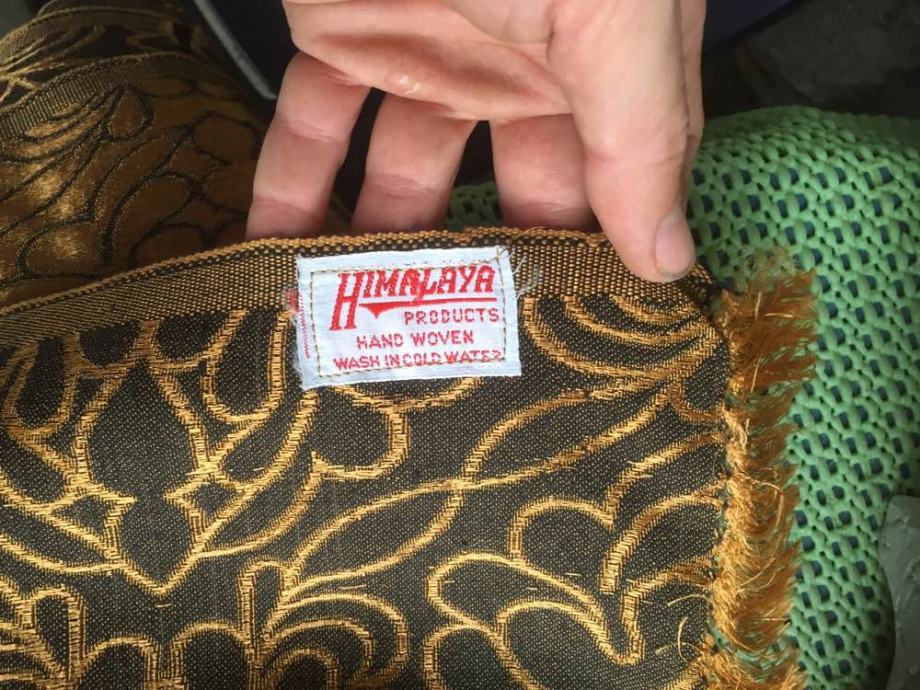 HIMALAYA
PRODUCTS
HAND WOVEN
WASH IN COLD WATER